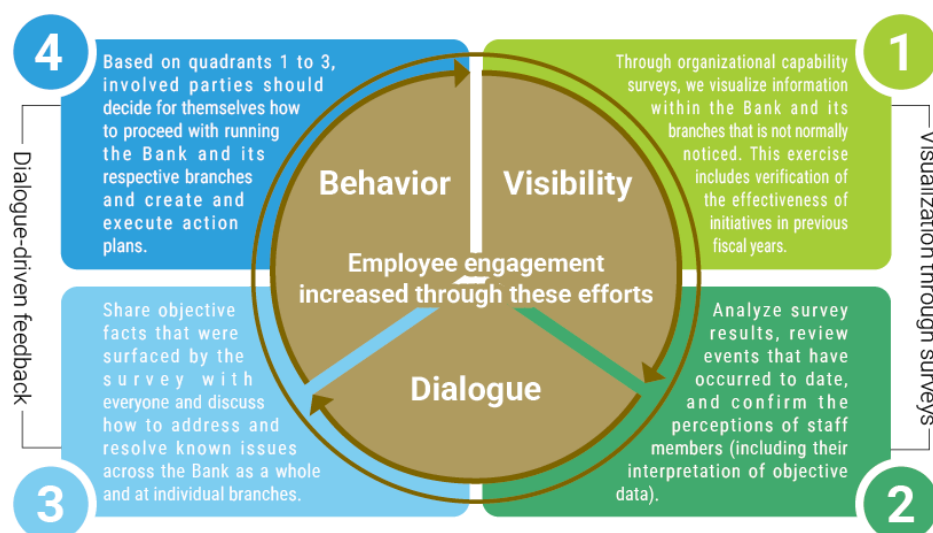 4
Based on quadrants 1 to 3,
involved parties should
decide for themselves how
to proceed with running
the Bank and its
respective branches
and create and
execute action
plans.
1
Through organizational capability
surveys, we visualize information
within the Bank and its
branches that is not normally
noticed. This exercise
includes verification of
the effectiveness of
initiatives in previous
fiscal years.
Behavior
Visibility
Employee engagement
increased through these efforts
Dialogue
Dialogue-driven feedback
Visualization through surveys
Share objective
facts that were
surfaced by the
survey with
everyone and discuss
how to address and
resolve known issues
across the Bank as a whole
and at individual branches.
3
Analyze survey
results, review
events that have
occurred to date,
and confirm the
perceptions of staff
members (including their
interpretation of objective
data).
2